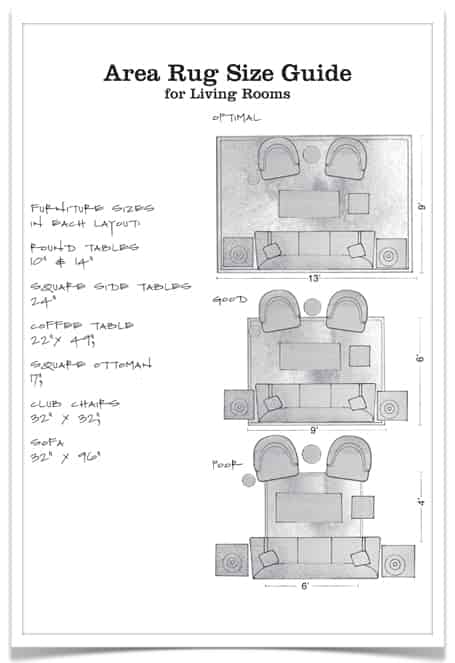 Area Rug Size Guide
for Living Rooms
OPTIMAL
9'
13'
FURNITURE SIZES
IN EACH LAYOUT:
ROUND TABLES
10" & 14"
SQUARE SIDE TABLES
24"
COFFEE TABLE
22" X 49"
SQUARE OTTOMAN
17"
CLUB CHAIRS
32" X 32"
SOFA
32" X 96"
GOOD
6'
9'
POOR
4'
6'